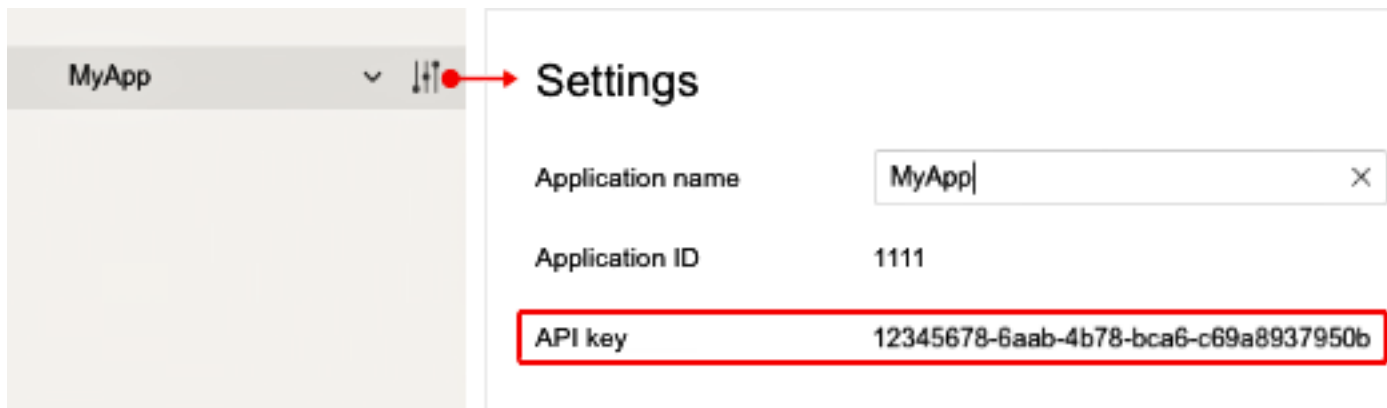 MyApp
Settings
Application name MyApp
Application ID 1111
API key 12345678-6aab-4b78-bca6-c69a8937950b